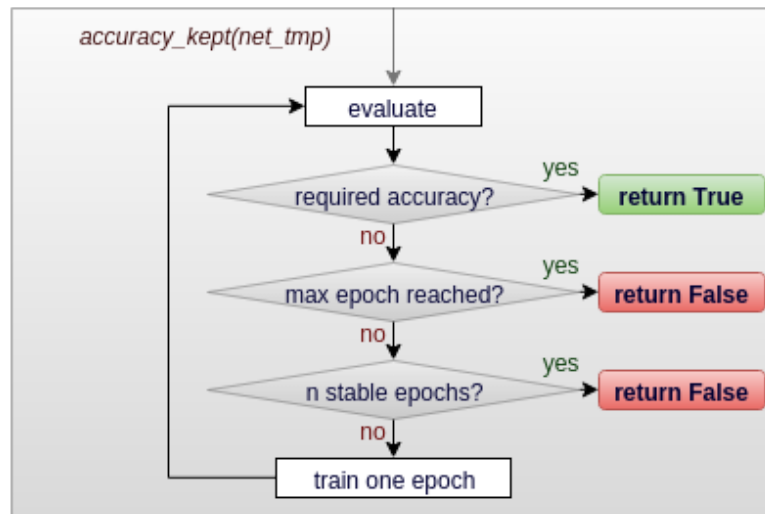 accuracy_kept(net_tmp)
evaluate
yes
required accuracy?
return True
no
yes
max epoch reached?
return False
no
yes
n stable epochs?
return False
no
train one epoch